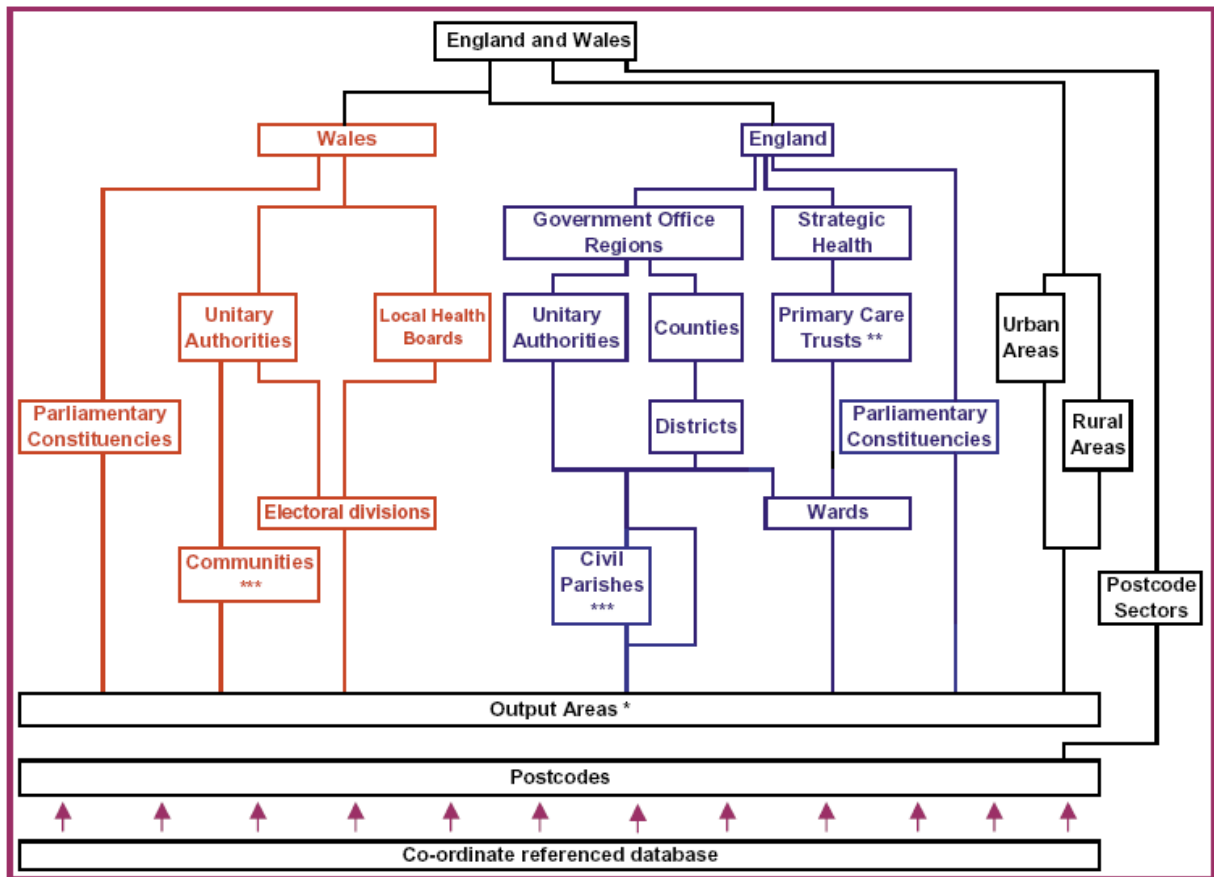 England and Wales
Wales
England
Government Office
Regions
Strategic
Health
Unitary
Authorities
Local Health
Boards
Unitary
Authorities
Counties
Primary Care
Trusts **
Urban
Areas
Parliamentary
Constituencies
Districts
Parliamentary
Constituencies
Rural
Areas
Electoral divisions
Wards
Communities
***
Civil
Parishes
***
Postcode
Sectors
Output Areas *
Postcodes
Co-ordinate referenced database